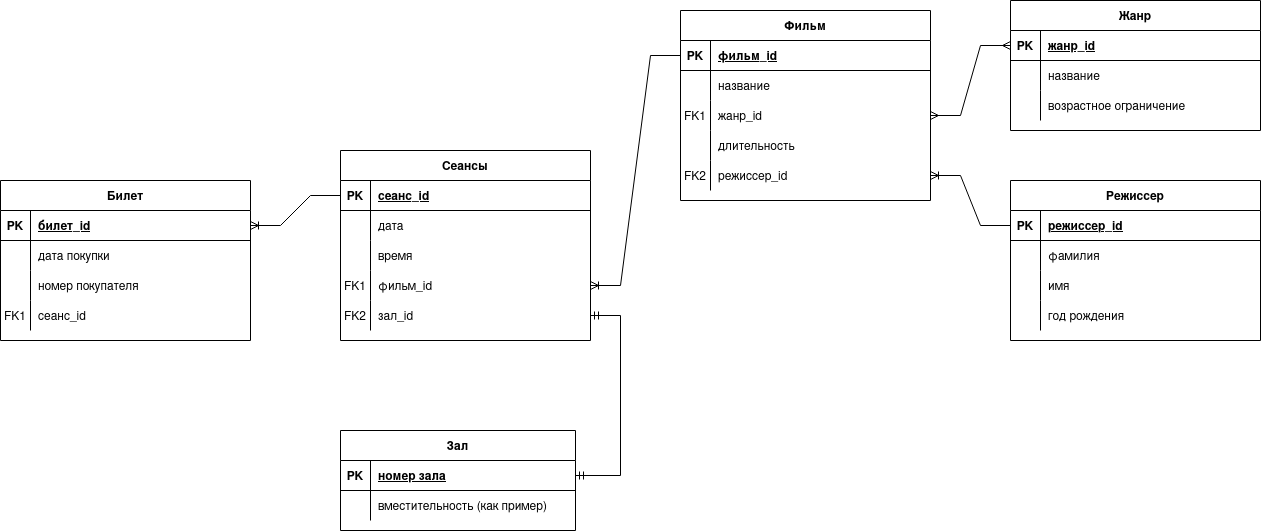 Билет
PK билет_id
дата покупки
номер покупателя
FK1 сеанс_id
Сеансы
PK сеанс_id
дата
время
FK1 фильм_id
FK2 зал_id
Зал
PK номер зала
вместительность (как пример)
Фильм
PK фильм_id
название
FK1 жанр_id
длительность
FK2 режиссер_id
Жанр
PK жанр_id
название
возрастное ограничение
Режиссер
PK режиссер_id
фамилия
имя
год рождения